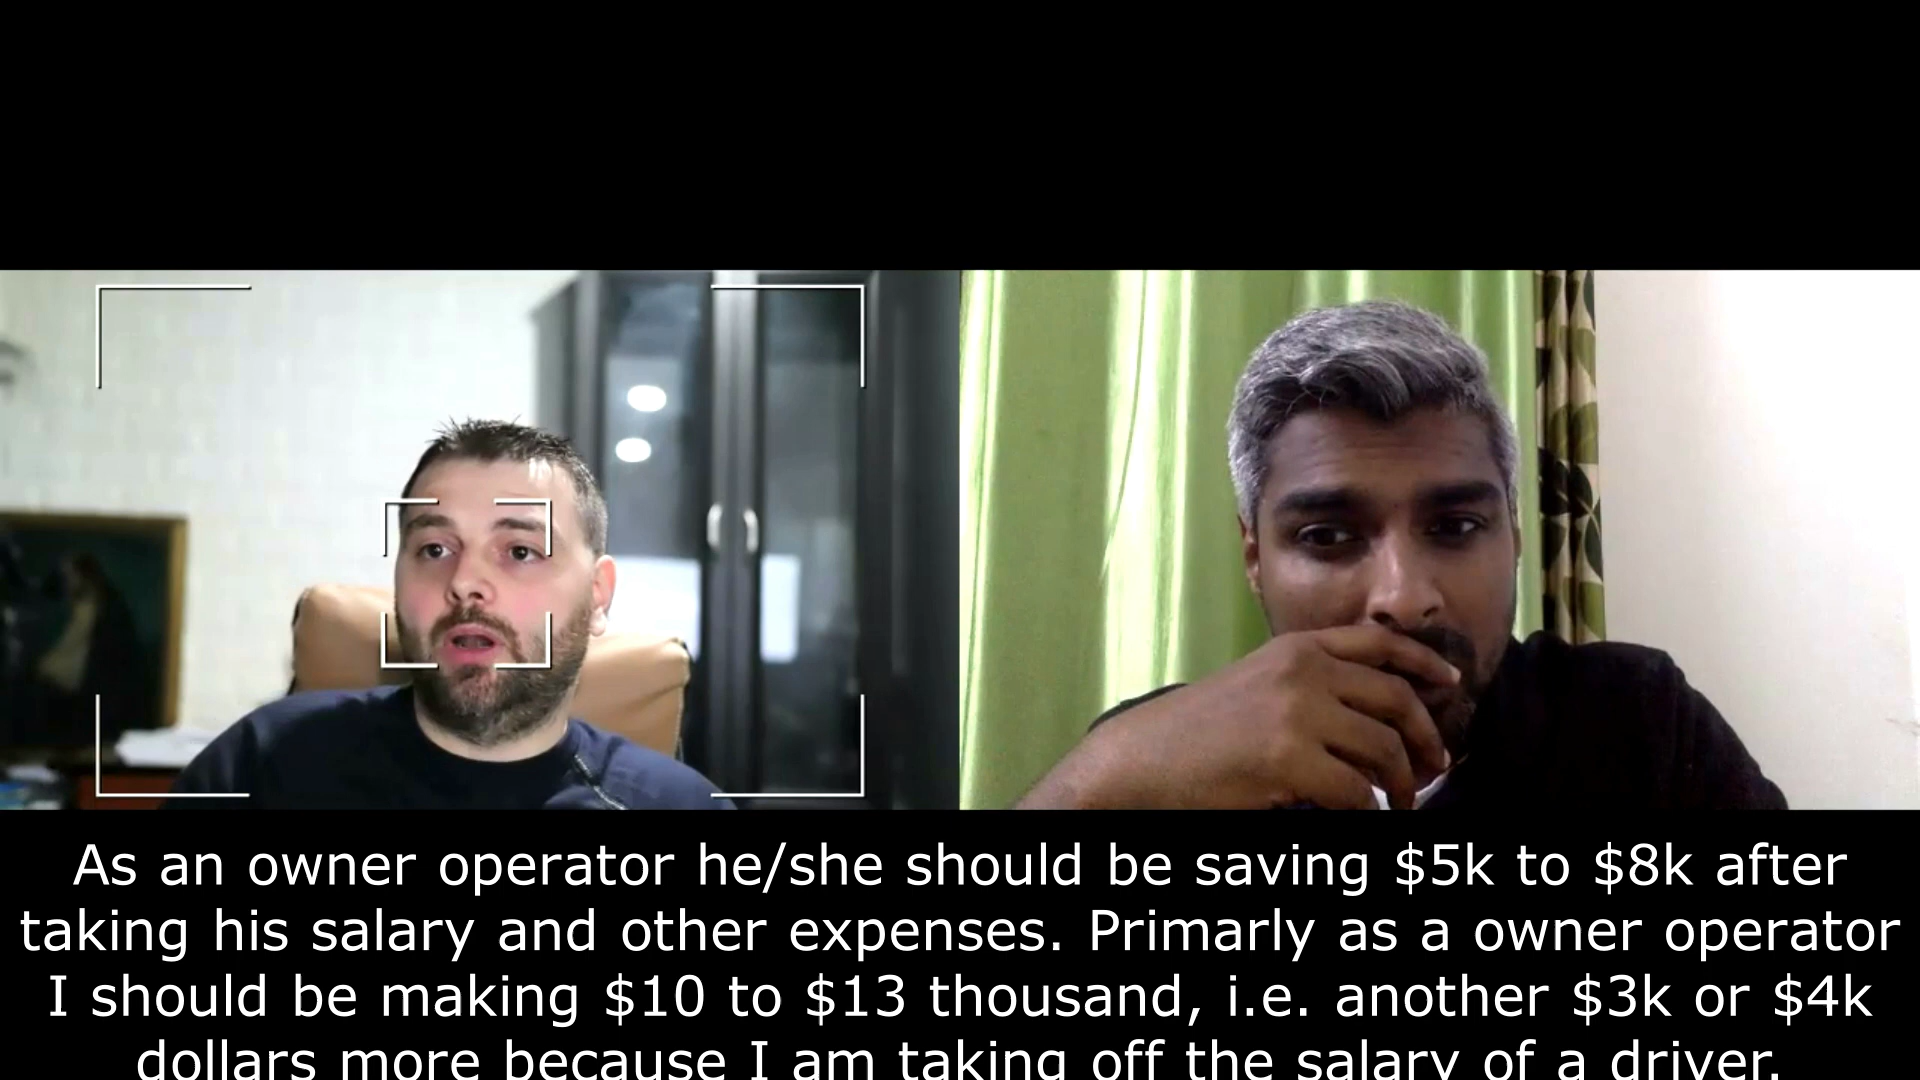 As an owner operator he/she should be saving $5k to $8k after
taking his salary and other expenses. Primarly as a owner operator
I should be making $10 to $13 thousand, i.e. another $3k or $4k
dollars more because I am taking off the salary of a driver.